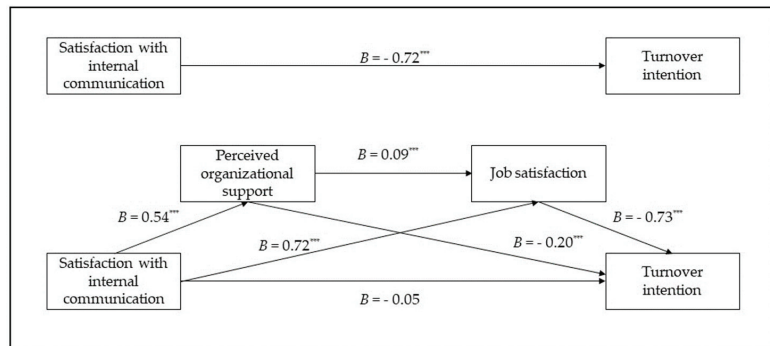 Satisfaction with
internal
communication
B = - 0.72***
Turnover
intention
Perceived
organizational
support
B = 0.09***
Job satisfaction
B = 0.54***
B = 0.72***
B = - 0.20***
B = - 0.73***
Satisfaction with
internal
communication
B = - 0.05
Turnover
intention